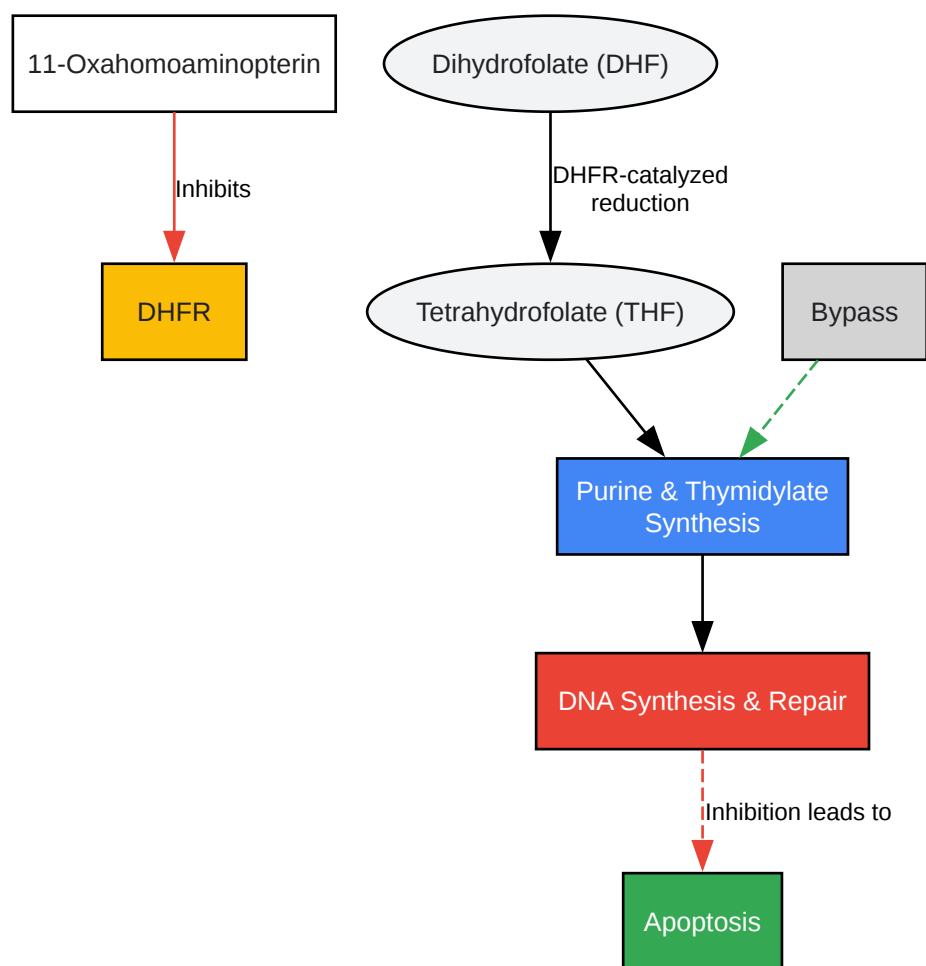 11-Oxahomoaminopterin
Dihydrofolate (DHF)
Inhibits
DHFR-catalyzed
reduction
DHFR
Tetrahydrofolate (THF)
Bypass
Purine & Thymidylate
Synthesis
DNA Synthesis & Repair
Inhibition leads to
Apoptosis